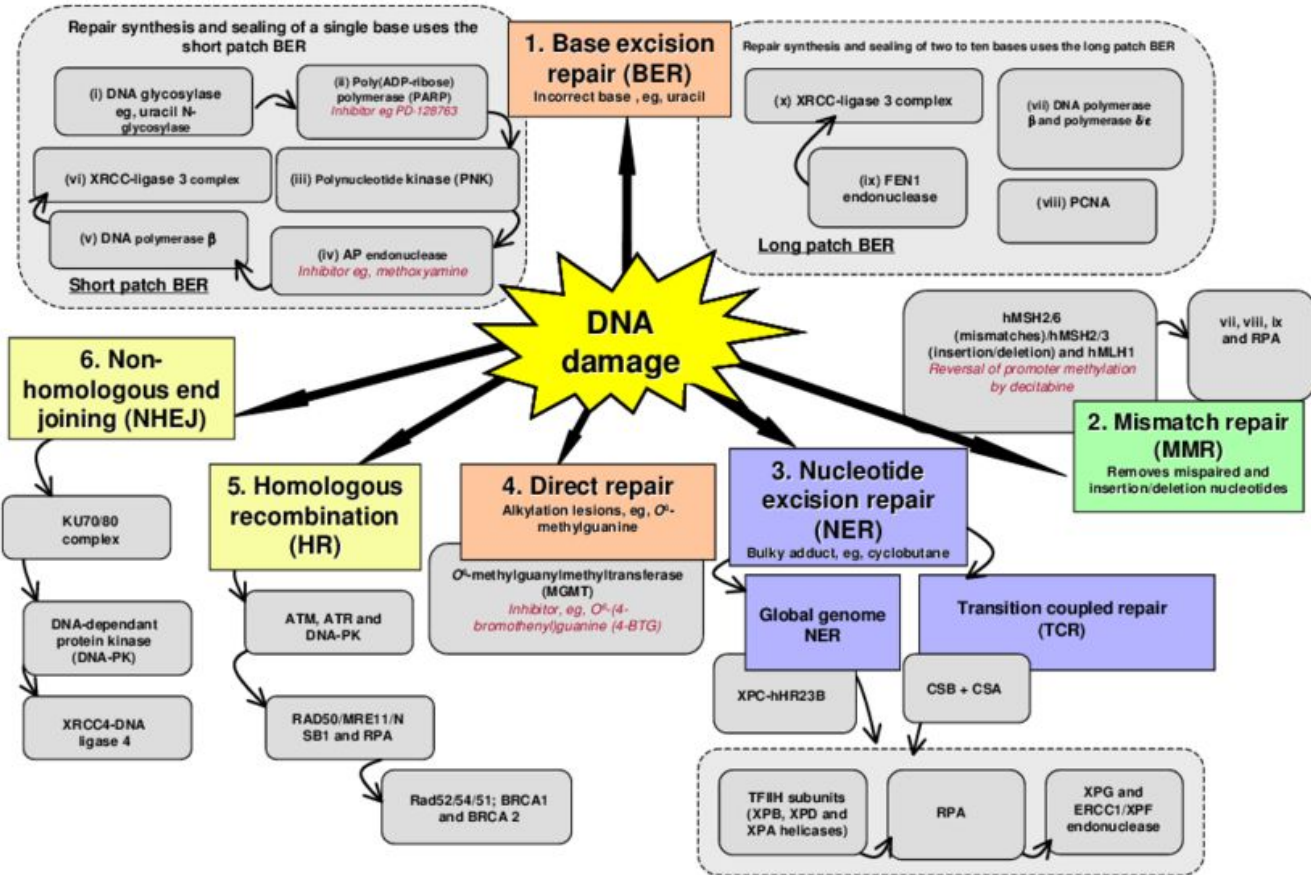 Repair synthesis and sealing of a single base uses the
short patch BER
(i) DNA glycosylase
eg, uracil N-
glycosylase
(ii) Poly(ADP-ribose)
polymerase (PARP)
Inhibitor eg PD-128763
(vi) XRCC-ligase 3 complex
(iii) Polynucleotide kinase (PNK)
(v) DNA polymerase β
(iv) AP endonuclease
Inhibitor eg, methoxyamine
Short patch BER
1. Base excision
repair (BER)
Incorrect base , eg, uracil
Repair synthesis and sealing of two to ten bases uses the long patch BER
(x) XRCC-ligase 3 complex
(vii) DNA polymerase
β and polymerase δ/ε
(ix) FEN1
endonuclease
(viii) PCNA
Long patch BER
DNA
damage
hMSH2/6
(mismatches)/hMSH2/3
(insertion/deletion) and hMLH1
Reversal of promoter methylation
by decitabine
vii, viii, ix
and RPA
2. Mismatch repair
(MMR)
Removes mispaired and
insertion/deletion nucleotides
6. Non-
homologous end
joining (NHEJ)
KU70/80
complex
DNA-dependant
protein kinase
(DNA-PK)
XRCC4-DNA
ligase 4
5. Homologous
recombination
(HR)
ATM, ATR and
DNA-PK
RAD50/MRE11/N
SB1 and RPA
Rad52/54/51; BRCA1
and BRCA 2
4. Direct repair
Alkylation lesions, eg, O⁶-
methylguanine
O⁶-methylguanylmethyltransferase
(MGMT)
Inhibitor, eg, O⁶-(4-
bromothenyl)guanine (4-BTG)
3. Nucleotide
excision repair
(NER)
Bulky adduct, eg, cyclobutane
Global genome
NER
Transition coupled repair
(TCR)
XPC-hHR23B
CSB + CSA
TFIIH subunits
(XPB, XPD and
XPA helicases)
RPA
XPG and
ERCC1/XPF
endonuclease